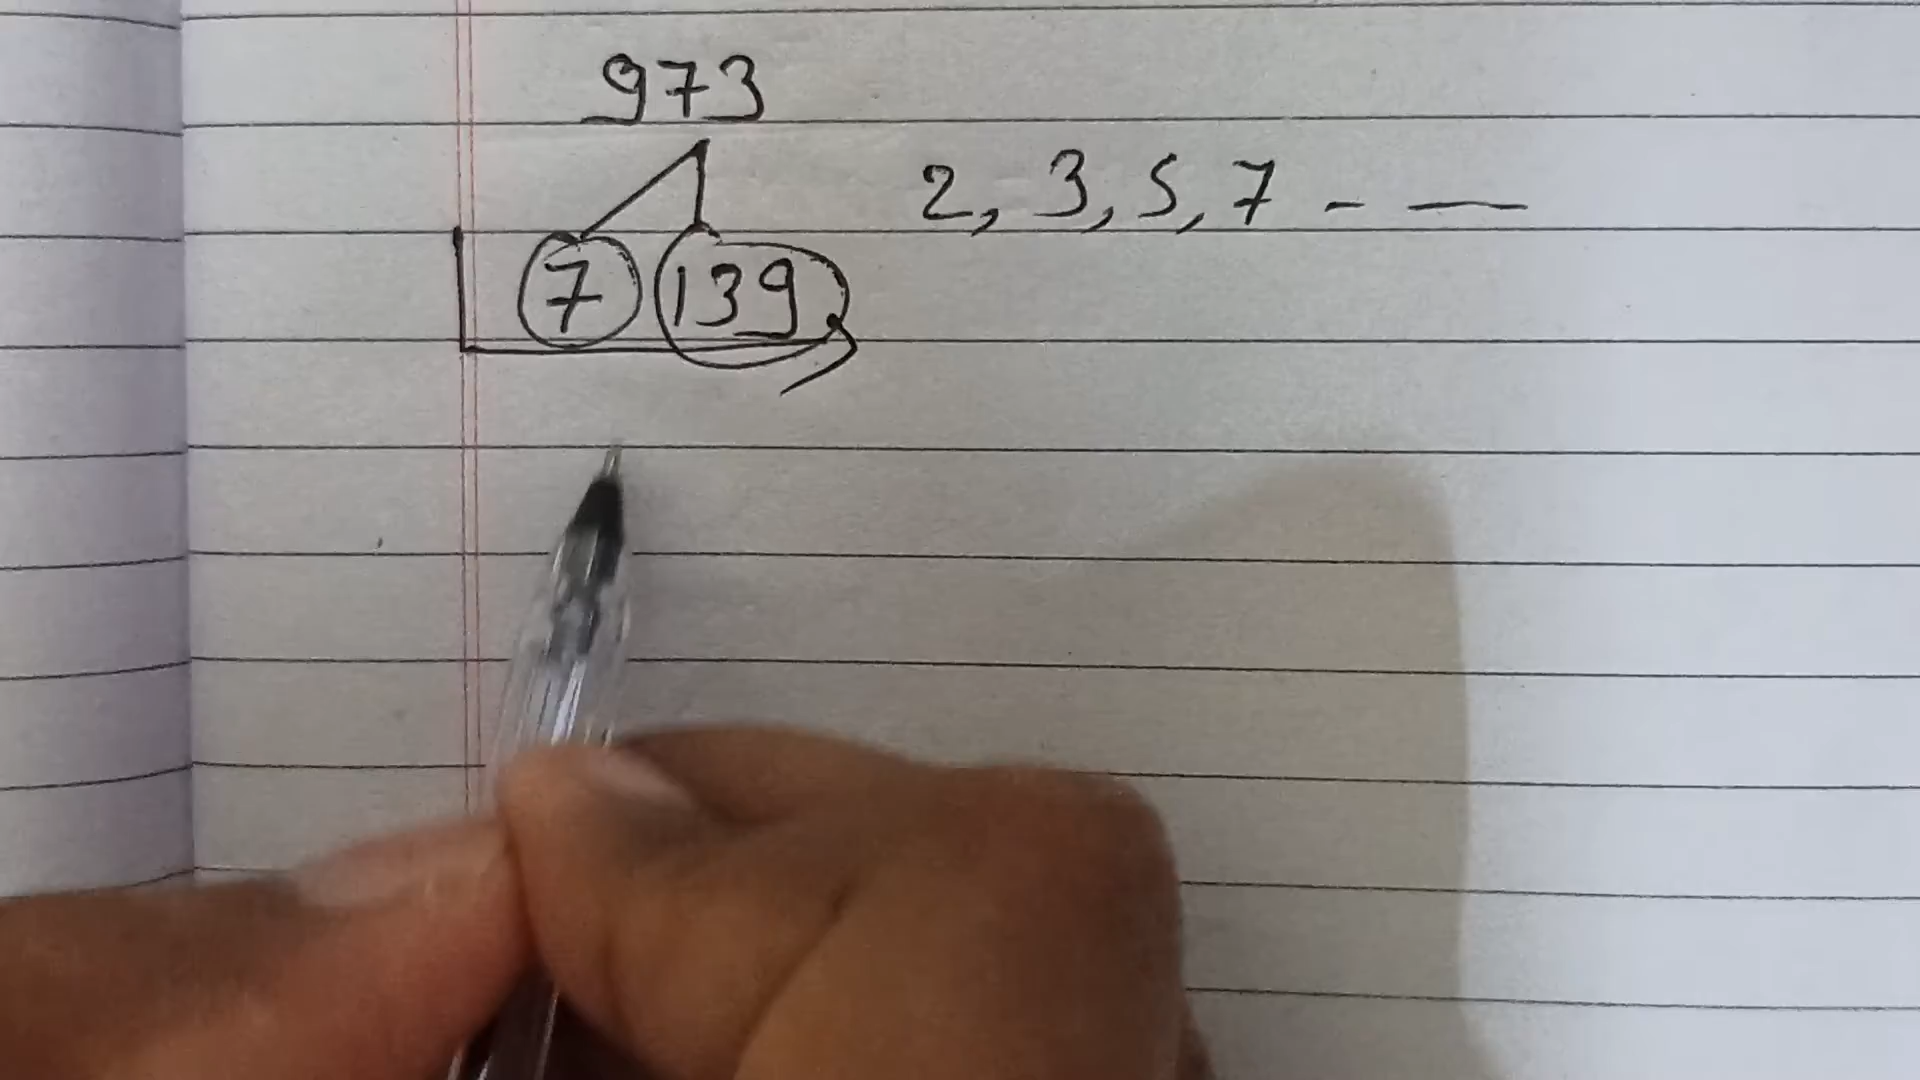 973
2, 3, 5, 7 - —
7 139